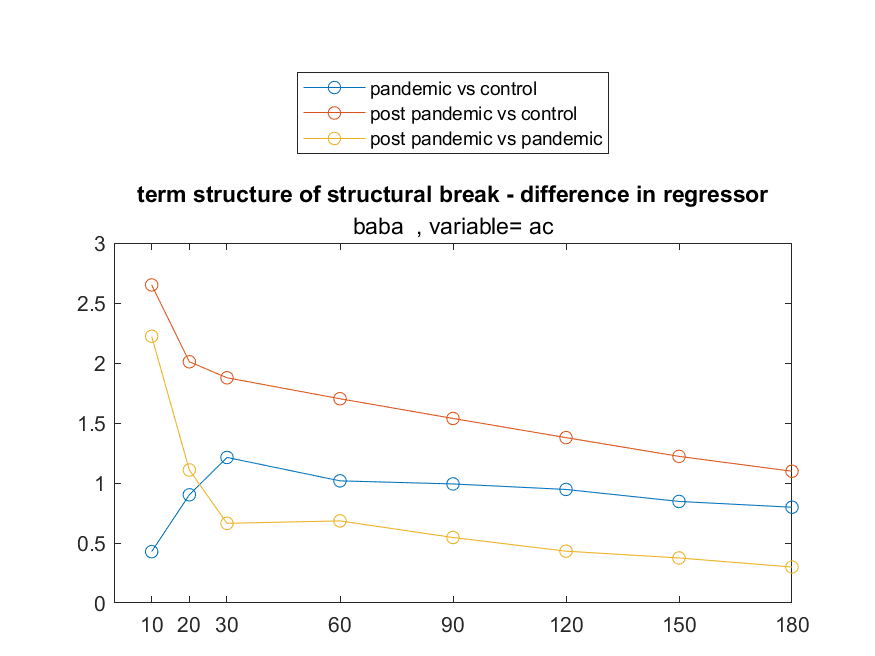 pandemic vs control
post pandemic vs control
post pandemic vs pandemic
term structure of structural break - difference in regressor
baba  , variable= ac
3
2.5
2
1.5
1
0.5
0
10 20 30 60 90 120 150 180